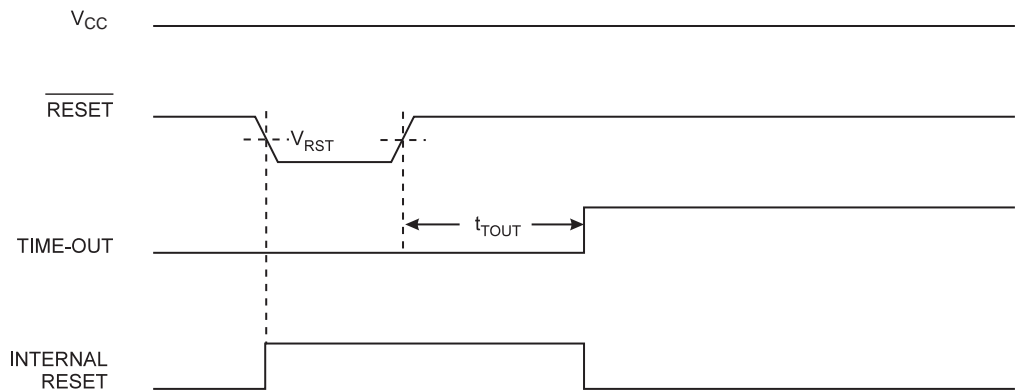 VCC
RESET
VRST
tTOUT
TIME-OUT
INTERNAL
RESET